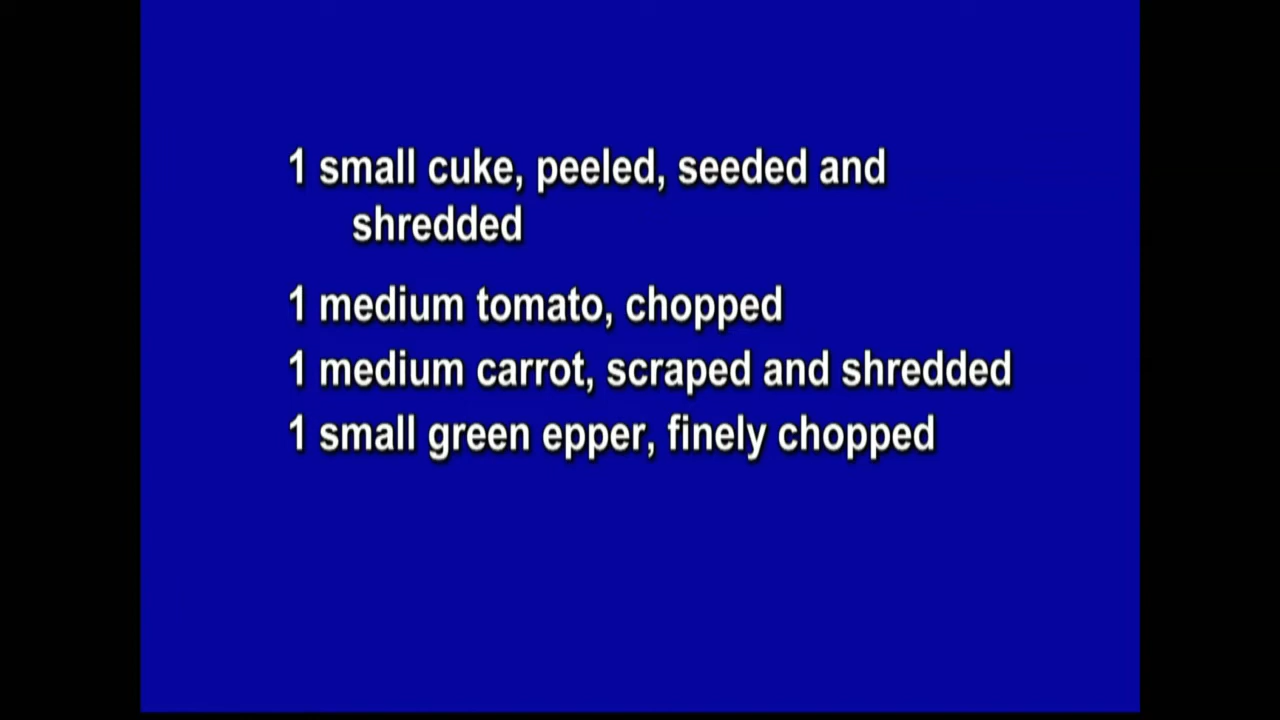 1 small cuke, peeled, seeded and
shredded
1 medium tomato, chopped
1 medium carrot, scraped and shredded
1 small green epper, finely chopped